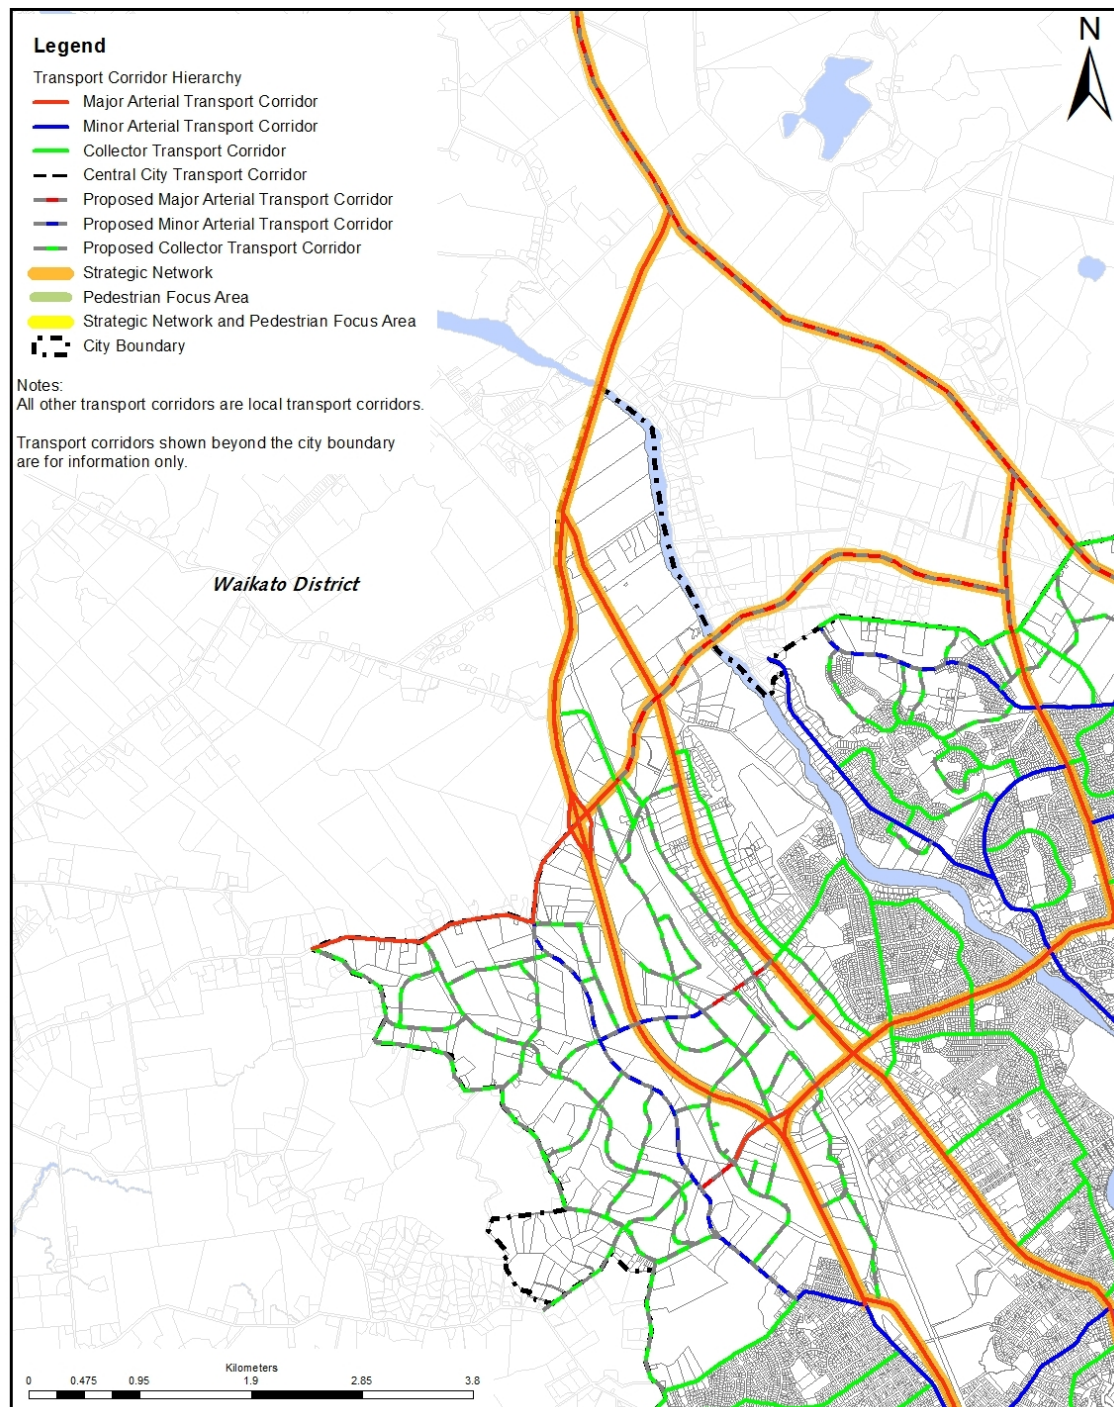 Legend
Transport Corridor Hierarchy
Major Arterial Transport Corridor
Minor Arterial Transport Corridor
Collector Transport Corridor
Central City Transport Corridor
Proposed Major Arterial Transport Corridor
Proposed Minor Arterial Transport Corridor
Proposed Collector Transport Corridor
Strategic Network
Pedestrian Focus Area
Strategic Network and Pedestrian Focus Area
City Boundary
Notes:
All other transport corridors are local transport corridors.
Transport corridors shown beyond the city boundary
are for information only.
N
Waikato District
Kilometers
0 0.475 0.95 1.9 2.85 3.8